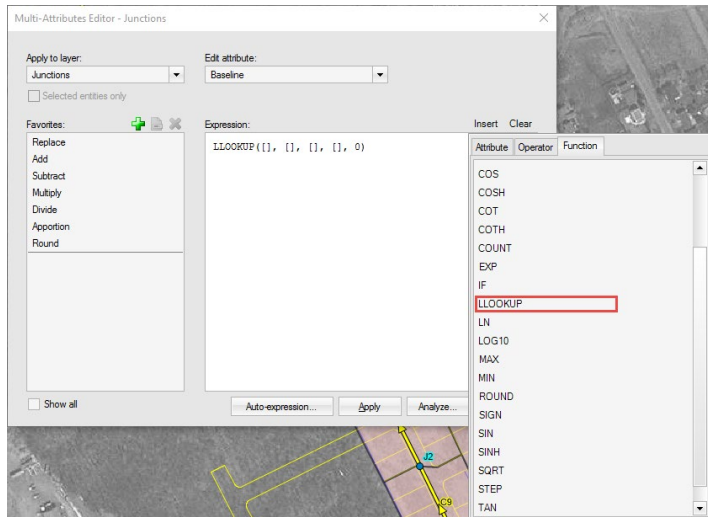 Multi-Attributes Editor - Junctions
Apply to layer:
Edit attribute:
Junctions
Baseline
Selected entities only
Favorites:
Expression:
Insert Clear
Replace
Add
Subtract
Multiply
Divide
Apportion
Round
LLOOKUP([], [], [], [], 0)
Attribute Operator Function
COS
COSH
COT
COTH
COUNT
EXP
IF
LLOOKUP
LN
LOG10
MAX
MIN
ROUND
SIGN
SIN
SINH
SQRT
STEP
TAN
Show all
Auto-expression...
Apply
Analyze...
J2
C9